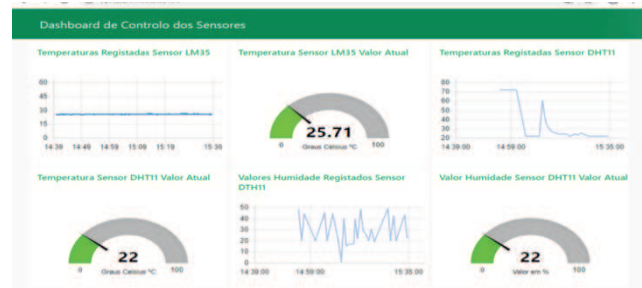 Dashboard de Controlo dos Sensores
Temperaturas Registadas Sensor LM35
60
45
30
15
0
14:39 14:49 14:59 15:09 15:19 15:35
Temperatura Sensor LM35 Valor Atual
25.71
0 Graus Celcius ºC 100
Temperaturas Registadas Sensor DHT11
80
70
60
50
40
30
20
14:39:00 14:59:00 15:35:00
Temperatura Sensor DHT11 Valor Atual
22
0 Graus Celcius ºC 100
Valores Humidade Registados Sensor
DTH11
50
40
30
20
10
0
14:39:00 14:59:00 15:35:00
Valor Humidade Sensor DHT11 Valor Atual
22
0 Valor em % 100